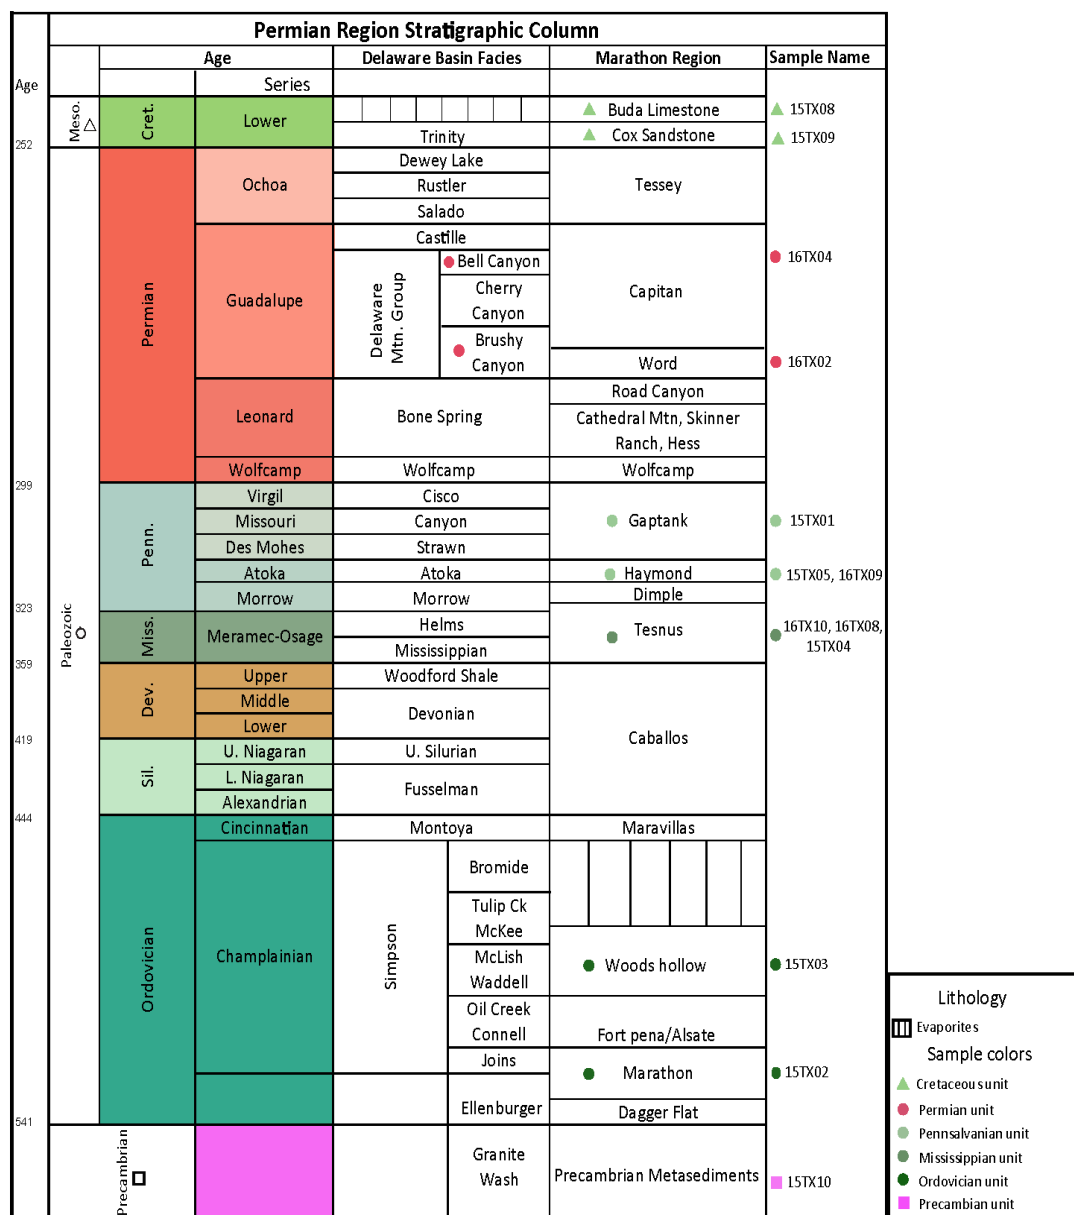 Permian Region Stratigraphic Column
Age
Delaware Basin Facies
Marathon Region
Sample Name
Age
Series
Meso.
Cret.
Lower
Buda Limestone
15TX08
Trinity
Cox Sandstone
15TX09
252
Paleozoic
Permian
Ochoa
Dewey Lake
Rustler
Salado
Tessey
Guadalupe
Castille
Delaware
Mtn. Group
Bell Canyon
Cherry
Canyon
Brushy
Canyon
Capitan
16TX04
Word
16TX02
Leonard
Bone Spring
Road Canyon
Cathedral Mtn, Skinner
Ranch, Hess
Wolfcamp
Wolfcamp
Wolfcamp
299
Penn.
Virgil
Cisco
Missouri
Canyon
Gaptank
15TX01
Des Mohes
Strawn
Atoka
Atoka
Haymond
15TX05, 16TX09
Morrow
Morrow
Dimple
323
Miss.
Meramec-Osage
Helms
Mississippian
Tesnus
16TX10, 16TX08,
15TX04
359
Dev.
Upper
Woodford Shale
Middle
Devonian
Lower
Caballos
419
Sil.
U. Niagaran
U. Silurian
L. Niagaran
Fusselman
Alexandrian
444
Ordovician
Cincinnatian
Montoya
Maravillas
Champlainian
Simpson
Bromide
Tulip Ck
McKee
McLish
Waddell
Woods hollow
15TX03
Oil Creek
Connell
Fort pena/Alsate
Joins
Marathon
15TX02
Ellenburger
Dagger Flat
541
Precambrian
Granite
Wash
Precambrian Metasediments
15TX10
Lithology
Evaporites
Sample colors
Cretaceous unit
Permian unit
Pennsalvanian unit
Mississippian unit
Ordovician unit
Precambian unit